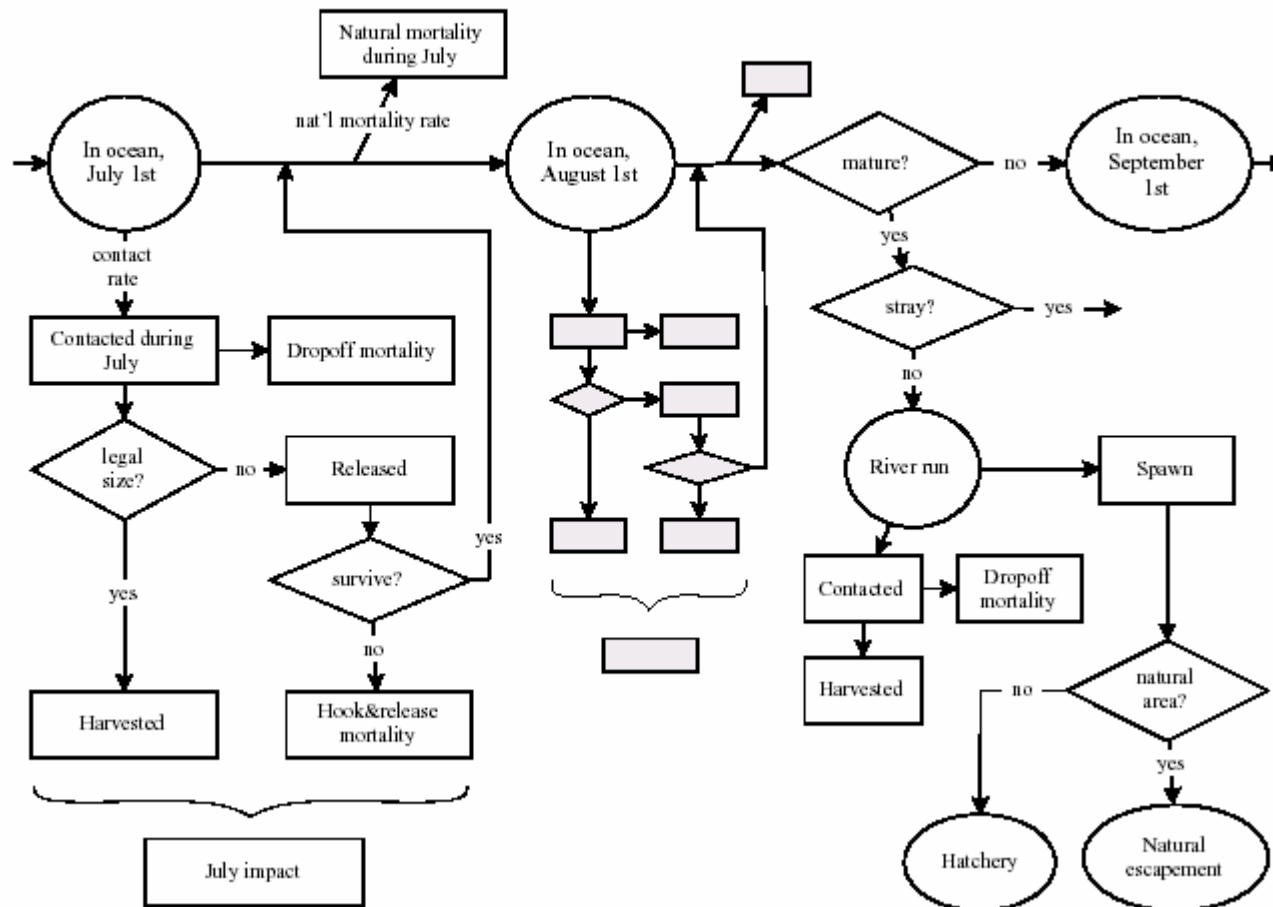 Natural mortality
during July
nat'l mortality rate
In ocean,
July 1st
In ocean,
August 1st
mature?
no
In ocean,
September
1st
yes
contact
rate
stray?
yes
Contacted during
July
Dropoff mortality
no
legal
size?
no
Released
River run
Spawn
yes
survive?
yes
Contacted
Dropoff
mortality
no
Harvested
natural
area?
no
Harvested
Hook&release
mortality
yes
July impact
Hatchery
Natural
escapement